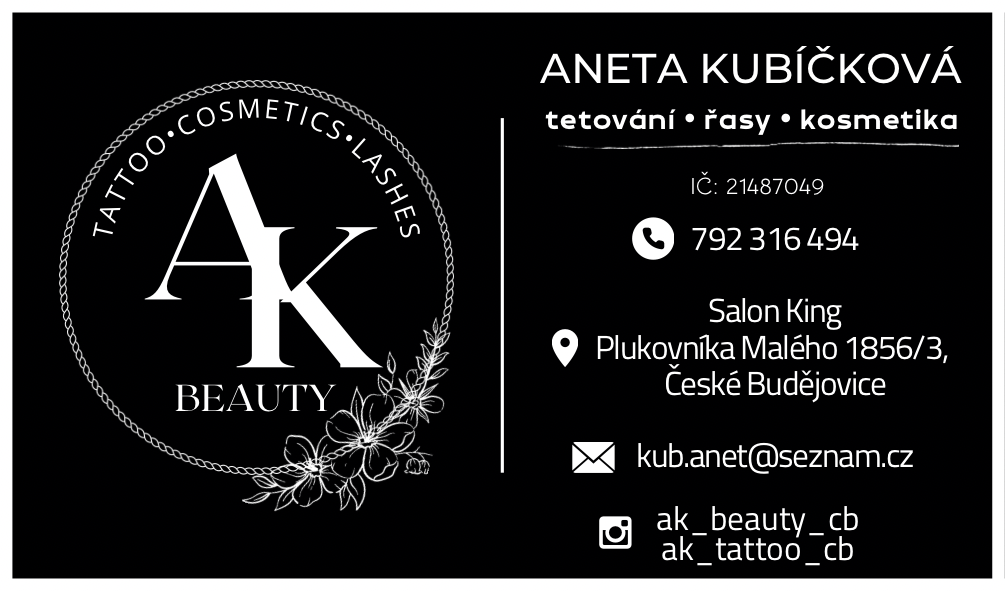 TATTOO•COSMETICS•LASHES
AK
BEAUTY
ANETA KUBÍČKOVÁ
tetování • řasy • kosmetika
IČ: 21487049
792 316 494
Salon King
Plukovníka Malého 1856/3,
České Budějovice
kub.anet@seznam.cz
ak_beauty_cb
ak_tattoo_cb